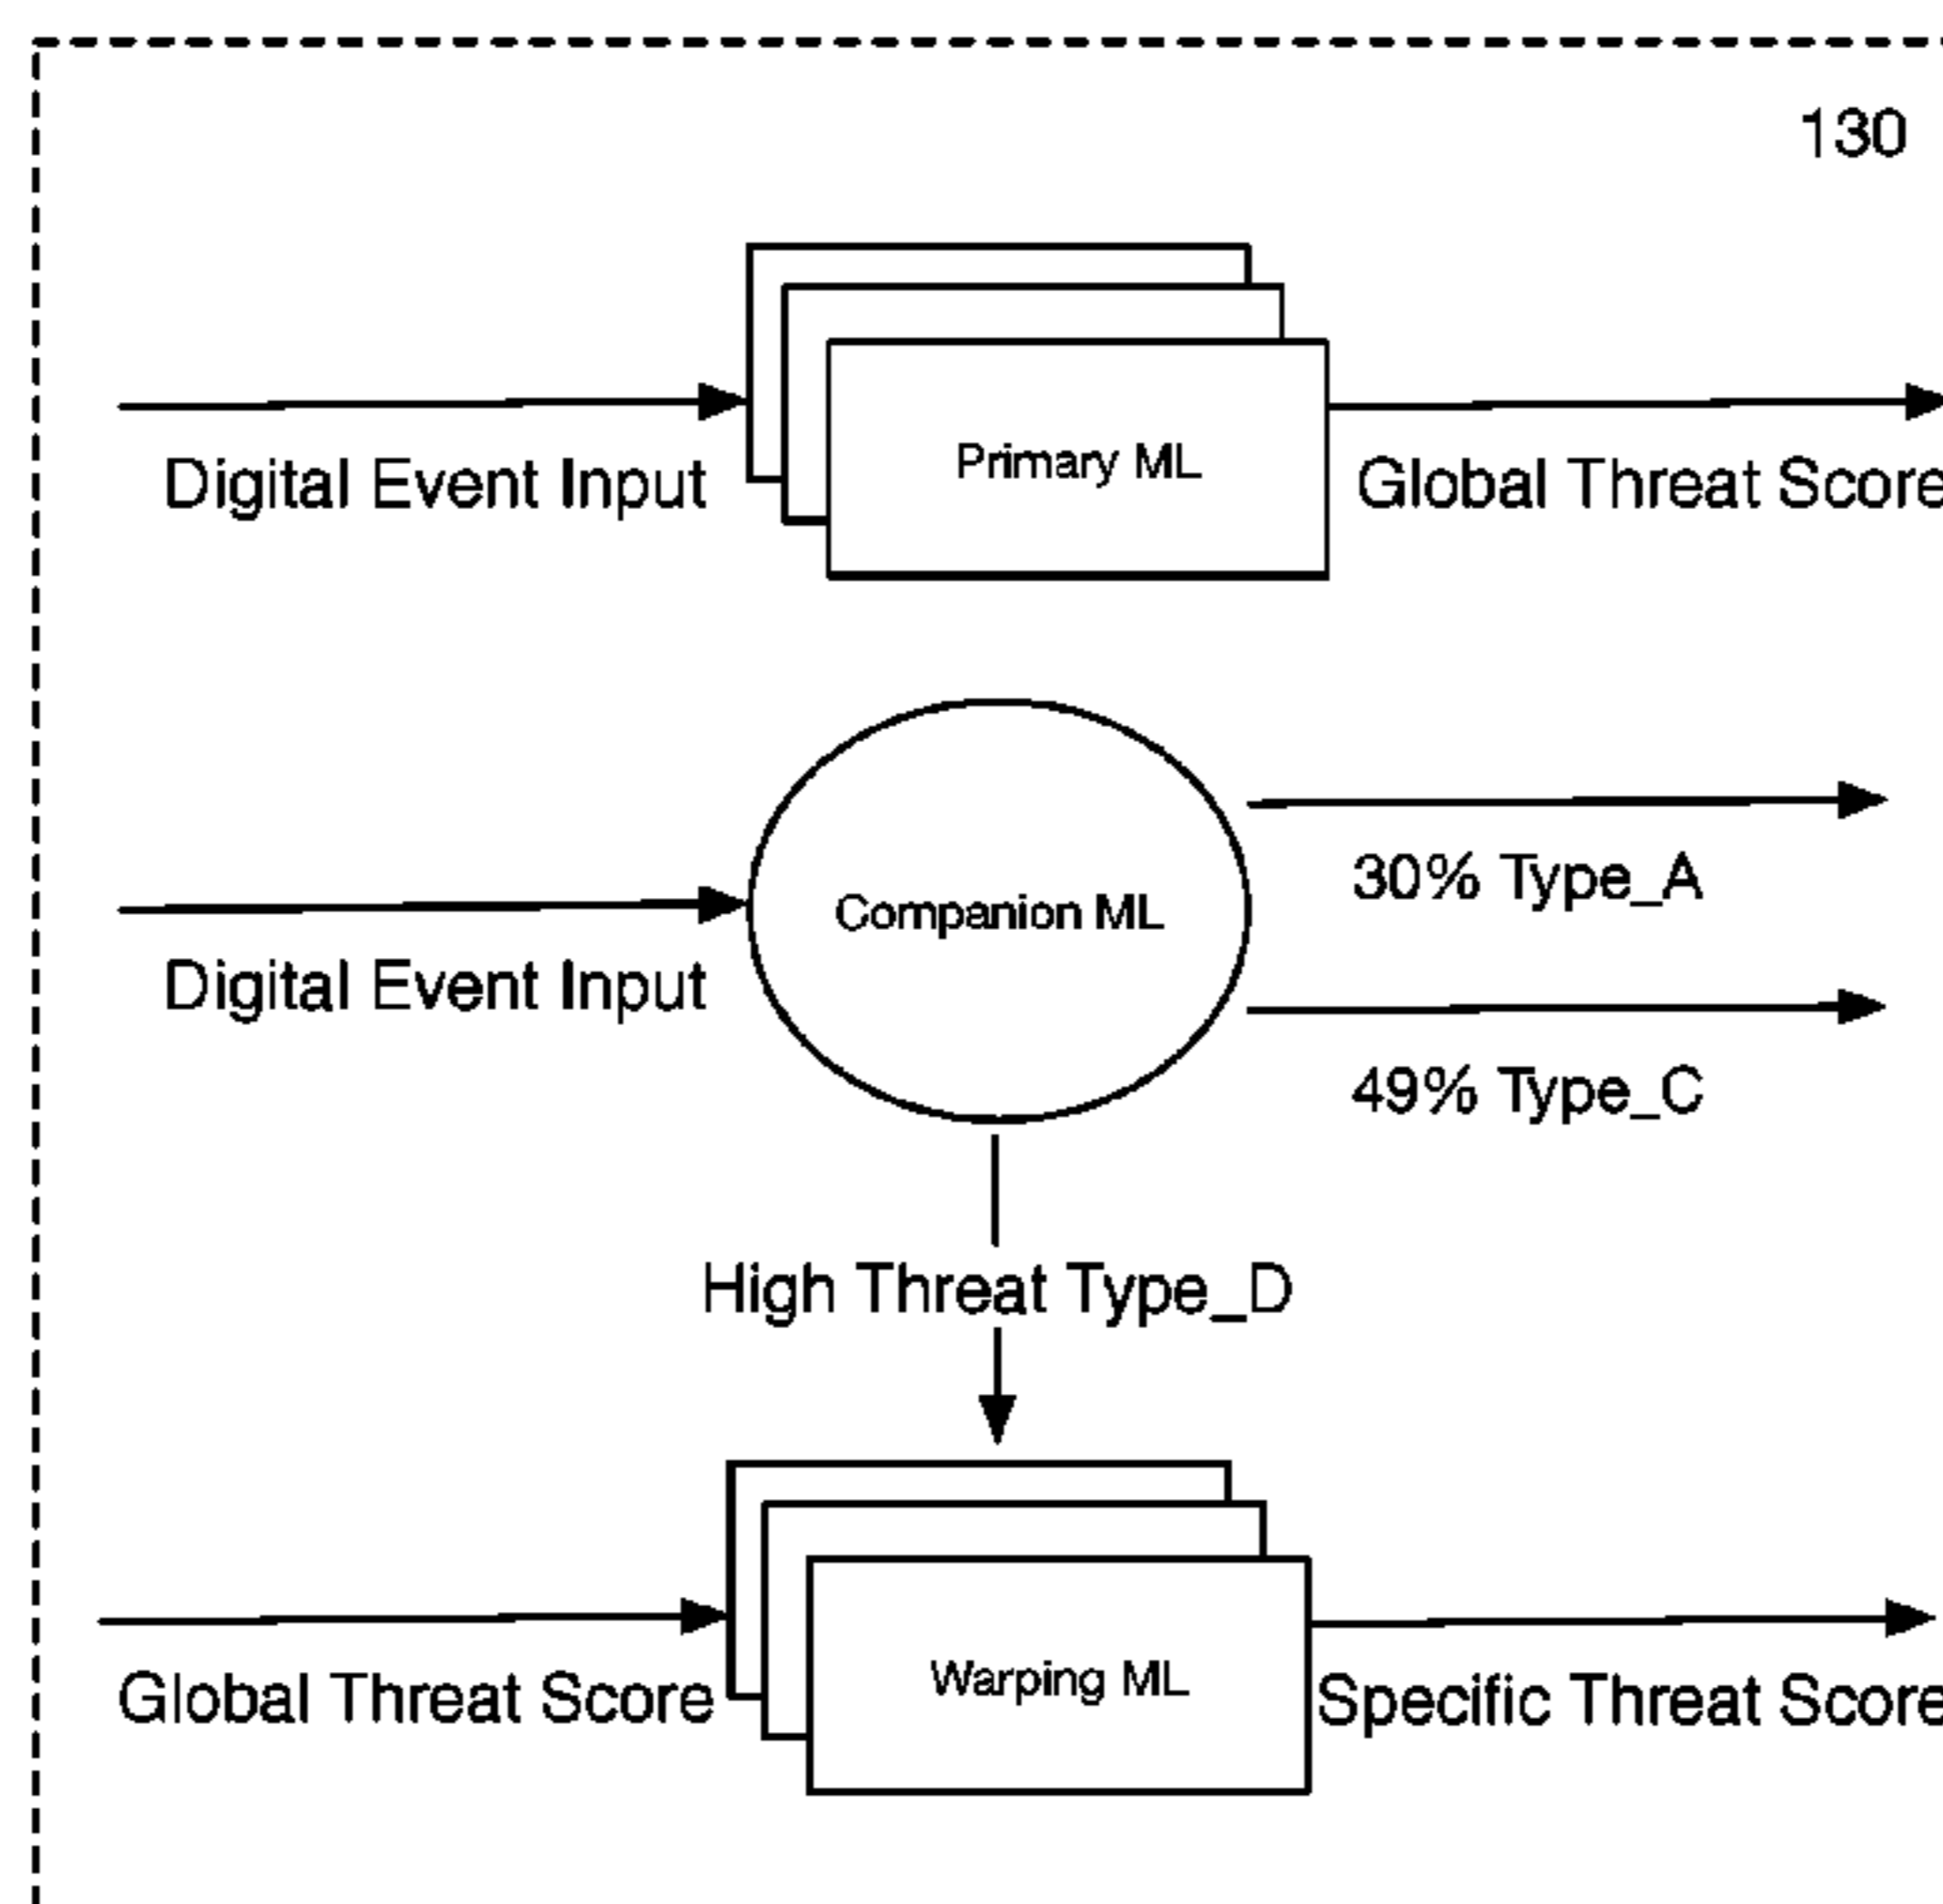 130
Primary ML
Digital Event Input
Global Threat Score
Companion ML
30% Type_A
Digital Event Input
49% Type_C
High Threat Type_D
Warping ML
Global Threat Score
Specific Threat Score